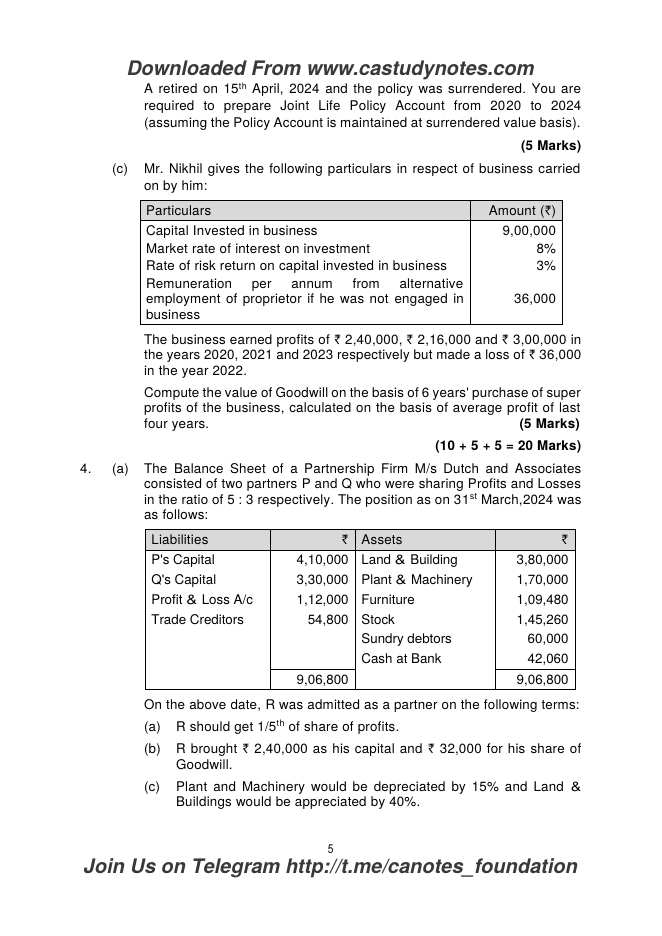 Downloaded From www.castudynotes.com
A retired on 15th April, 2024 and the policy was surrendered. You are
required to prepare Joint Life Policy Account from 2020 to 2024
(assuming the Policy Account is maintained at surrendered value basis).
(5 Marks)
(c) Mr. Nikhil gives the following particulars in respect of business carried
on by him:
Particulars Amount (₹)
Capital Invested in business 9,00,000
Market rate of interest on investment 8%
Rate of risk return on capital invested in business 3%
Remuneration per annum from alternative
employment of proprietor if he was not engaged in 36,000
business
The business earned profits of ₹ 2,40,000, ₹ 2,16,000 and ₹ 3,00,000 in
the years 2020, 2021 and 2023 respectively but made a loss of ₹ 36,000
in the year 2022.
Compute the value of Goodwill on the basis of 6 years' purchase of super
profits of the business, calculated on the basis of average profit of last
four years. (5 Marks)
(10 + 5 + 5 = 20 Marks)
4. (a) The Balance Sheet of a Partnership Firm M/s Dutch and Associates
consisted of two partners P and Q who were sharing Profits and Losses
in the ratio of 5 : 3 respectively. The position as on 31st March,2024 was
as follows:
Liabilities ₹ Assets ₹
P's Capital 4,10,000 Land & Building 3,80,000
Q's Capital 3,30,000 Plant & Machinery 1,70,000
Profit & Loss A/c 1,12,000 Furniture 1,09,480
Trade Creditors 54,800 Stock 1,45,260
Sundry debtors 60,000
Cash at Bank 42,060
9,06,800 9,06,800
On the above date, R was admitted as a partner on the following terms:
(a) R should get 1/5th of share of profits.
(b) R brought ₹ 2,40,000 as his capital and ₹ 32,000 for his share of
Goodwill.
(c) Plant and Machinery would be depreciated by 15% and Land &
Buildings would be appreciated by 40%.
5
Join Us on Telegram http://t.me/canotes_foundation